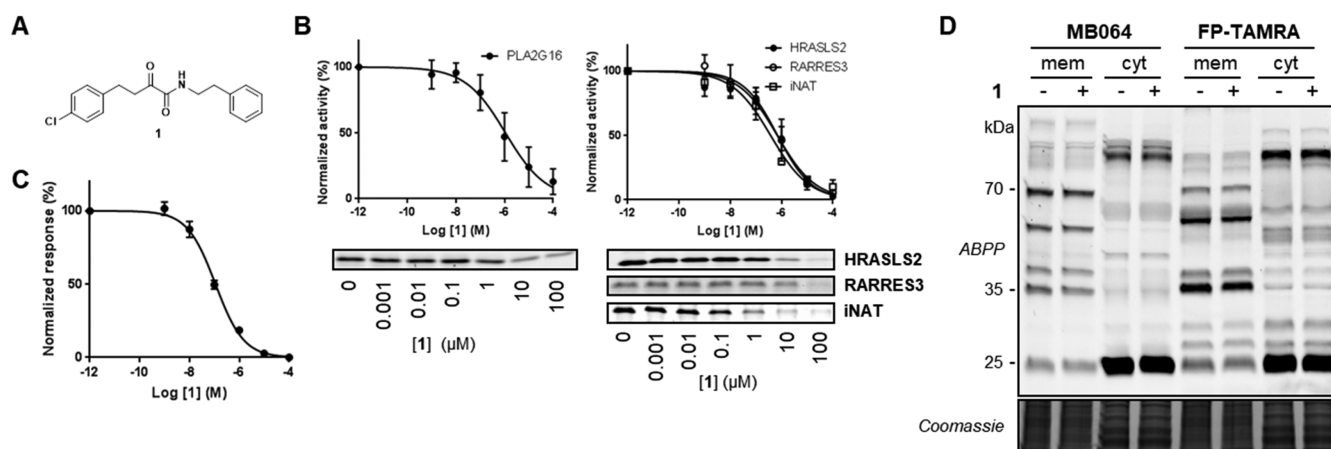 A
O
H
N
O
Cl
1
B
Normalized activity (%)
100
50
0
-12
-10
-8
-6
-4
Log [1] (M)
PLA2G16
0
0.001
0.01
0.1
1
10
100
[1] (µM)
Normalized activity (%)
100
50
0
-12
-10
-8
-6
-4
Log [1] (M)
HRASLS2
RARRES3
iNAT
HRASLS2
RARRES3
iNAT
0
0.001
0.01
0.1
1
10
100
[1] (µM)
C
Normalized response (%)
100
50
0
-12
-10
-8
-6
-4
Log [1] (M)
D
MB064 FP-TAMRA
mem cyt mem cyt
1 - + - + - + - +
kDa
70 -
ABPP
35 -
25 -
Coomassie